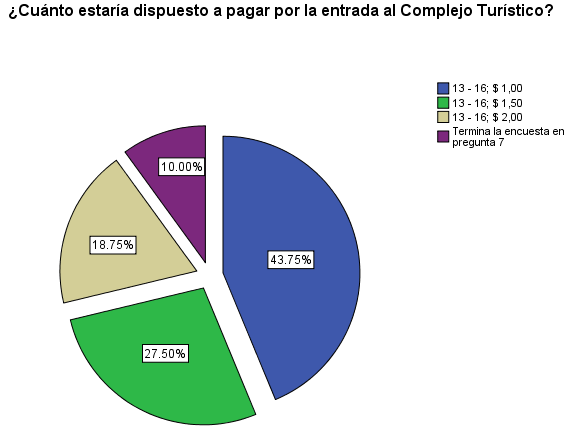 ¿Cuánto estaría dispuesto a pagar por la entrada al Complejo Turístico?
13 - 16; $ 1,00
13 - 16; $ 1,50
13 - 16; $ 2,00
Termina la encuesta en
pregunta 7
10.00%
18.75%
43.75%
27.50%